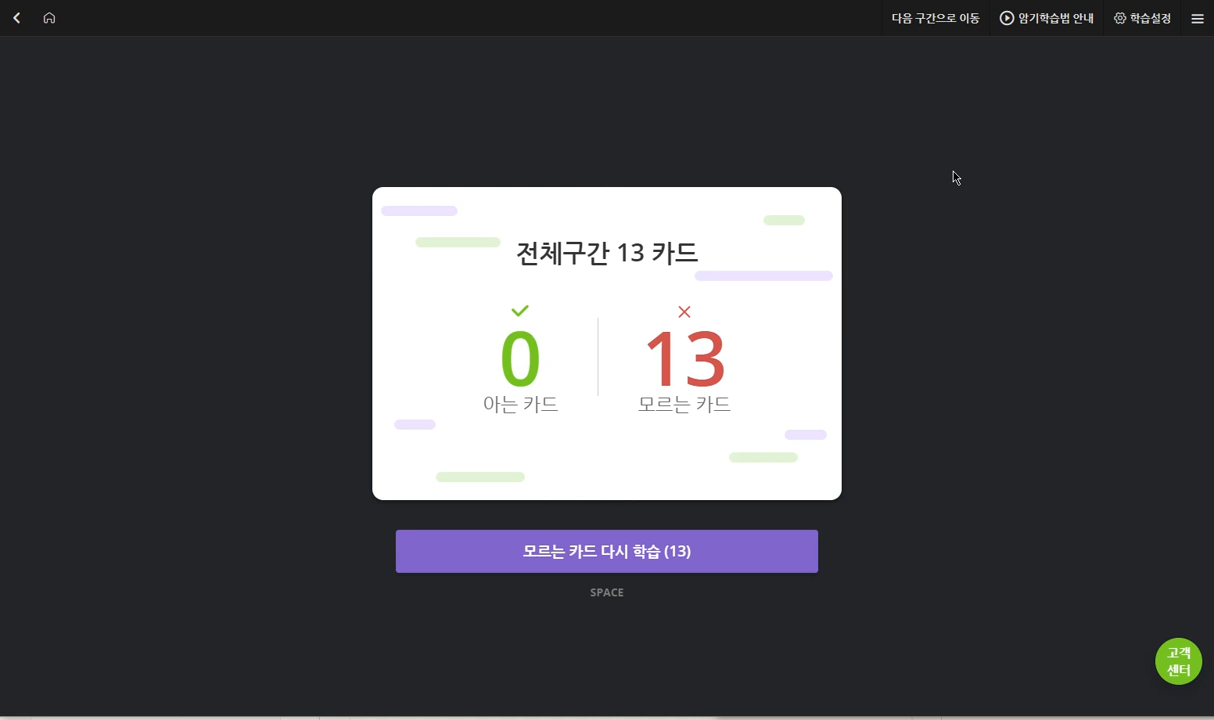 다음 구간으로 이동
암기학습법 안내
학습설정
전체구간 13 카드
0
아는 카드
13
모르는 카드
모르는 카드 다시 학습 (13)
SPACE
고객
센터